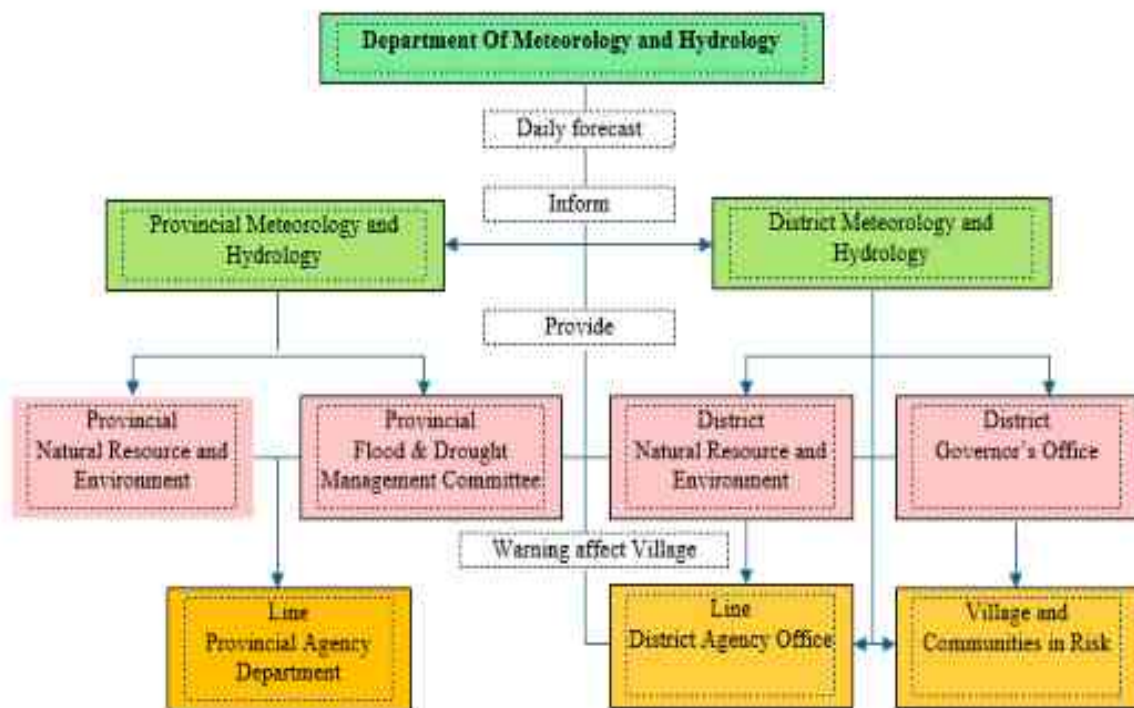 Department Of Meteorology and Hydrology
Daily forecast
Inform
Provincial Meteorology and
Hydrology
District Meteorology and
Hydrology
Provide
Provincial
Natural Resource and
Environment
Provincial
Flood & Drought
Management Committee
District
Natural Resource and
Environment
District
Governor's Office
Warning affect Village
Line
Provincial Agency
Department
Line
District Agency Office
Village and
Communities in Risk